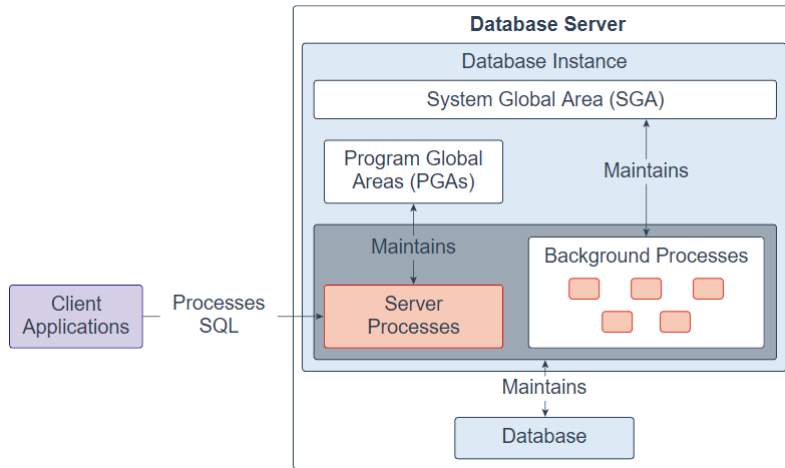 Database Server
Database Instance
System Global Area (SGA)
Program Global
Areas (PGAs)
Maintains
Maintains
Background Processes
Client
Applications
Processes
SQL
Server
Processes
Maintains
Database